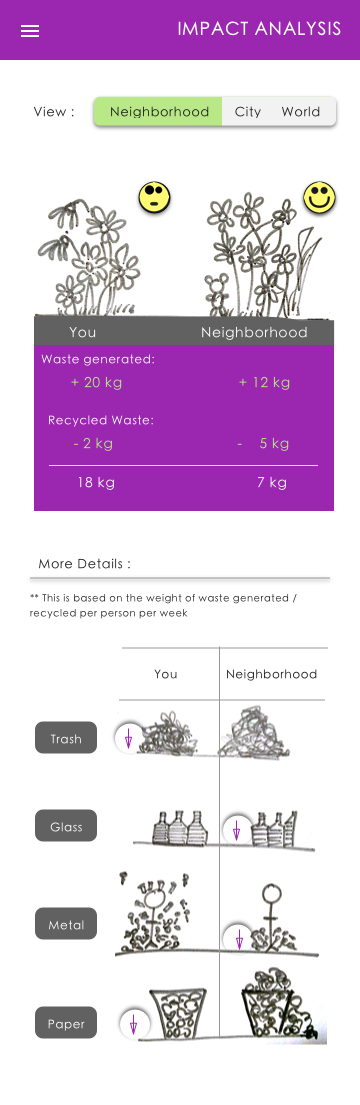 IMPACT ANALYSIS
View : Neighborhood City World
You Neighborhood
Waste generated:
+ 20 kg + 12 kg
Recycled Waste:
- 2 kg - 5 kg
18 kg 7 kg
More Details :
** This is based on the weight of waste generated /
recycled per person per week
You Neighborhood
Trash
Glass
Metal
Paper